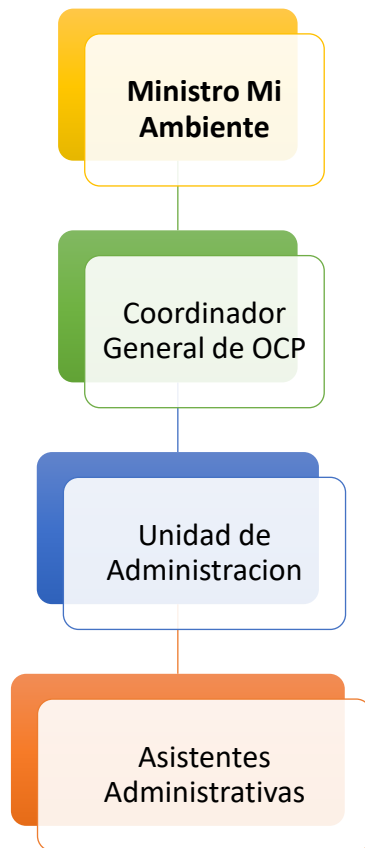 Ministro Mi
Ambiente
Coordinador
General de OCP
Unidad de
Administracion
Asistentes
Administrativas